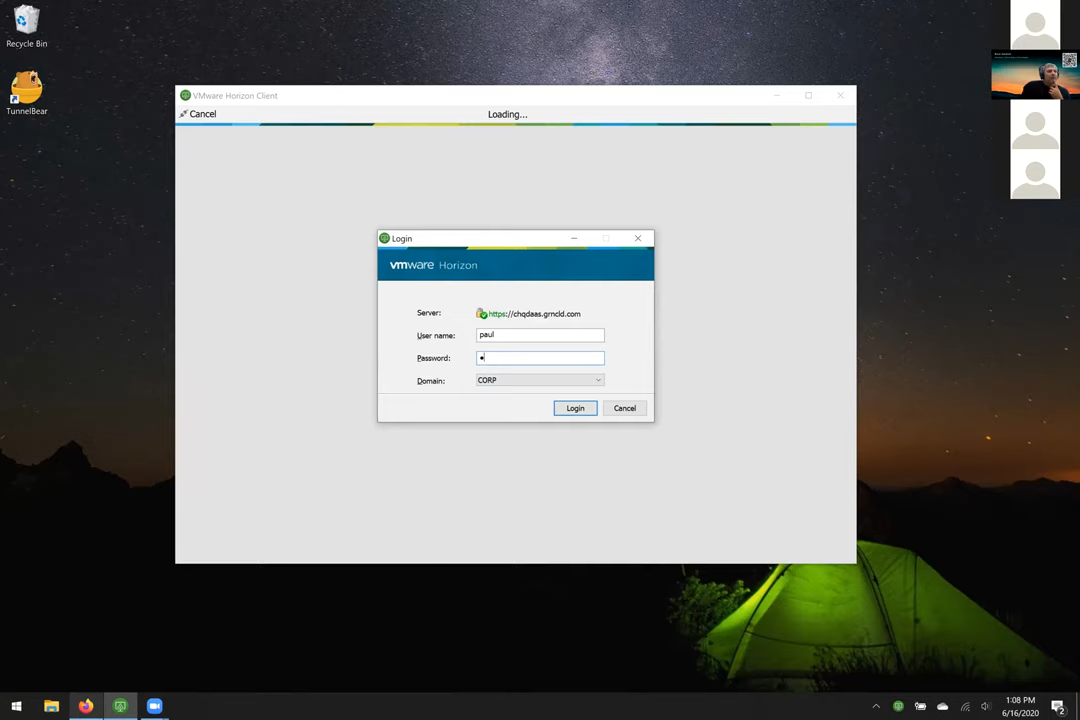 Recycle Bin
TunnelBear
VMware Horizon Client
Cancel
Loading...
Login
vmware Horizon
Server: https://chqdaas.grncld.com
User name: paul
Password:
Domain: CORP
Login Cancel
1:08 PM
6/16/2020
2